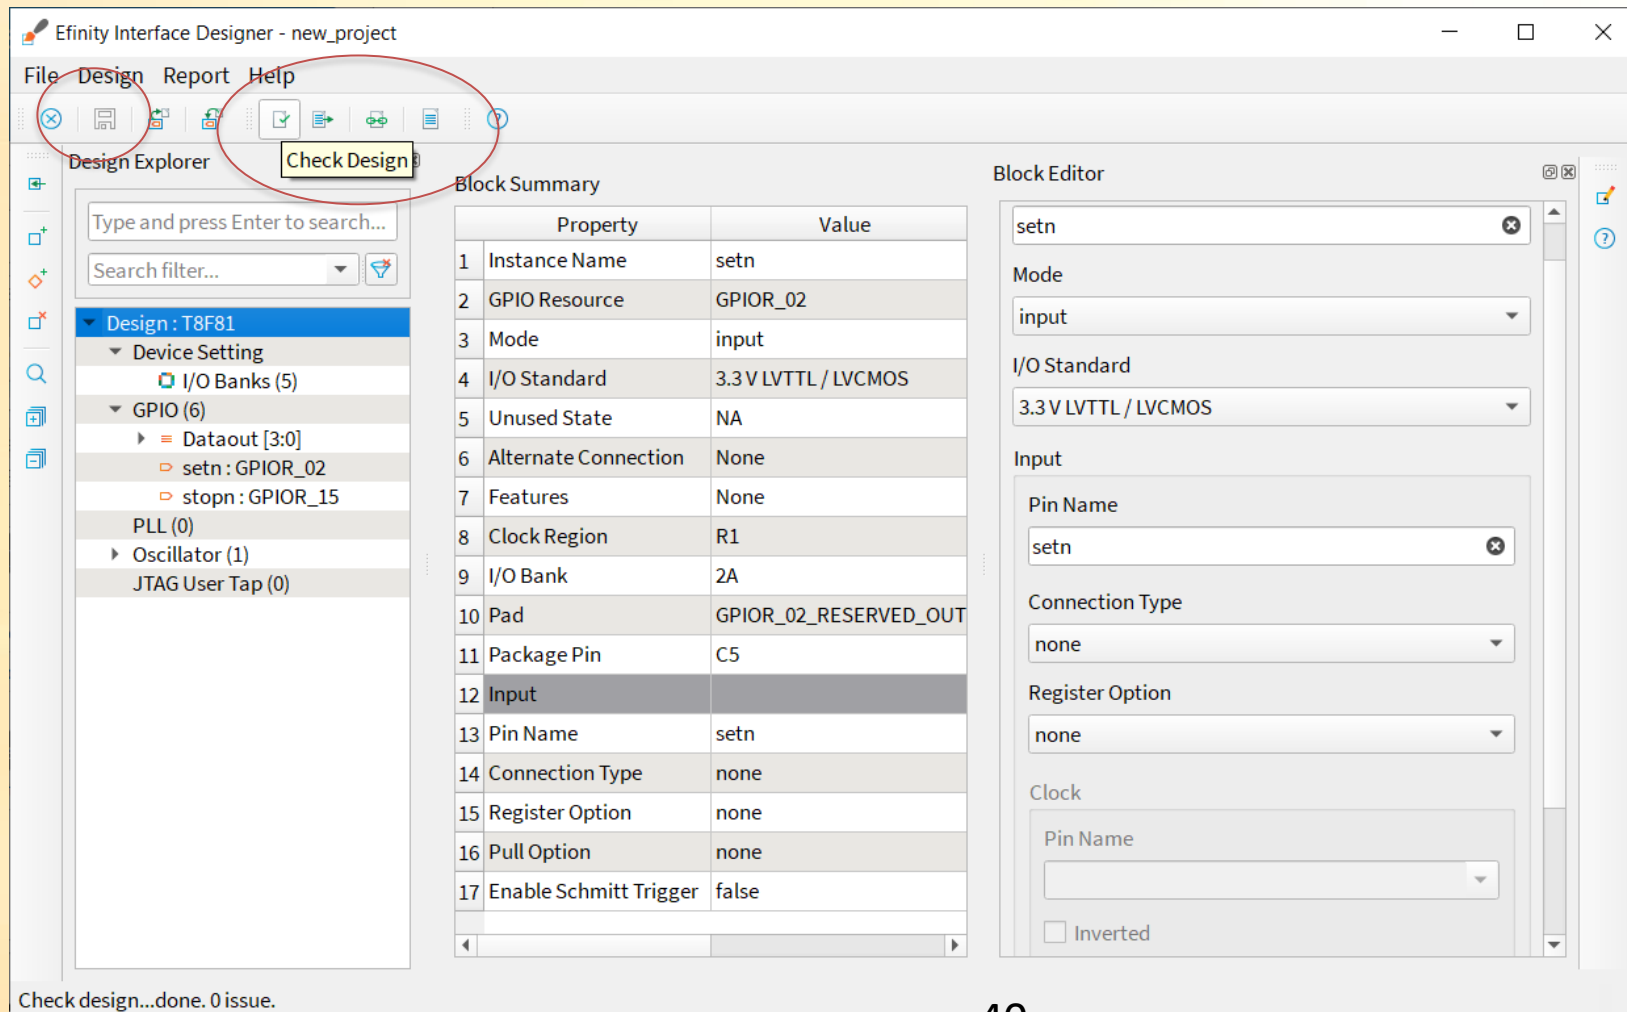 Efinity Interface Designer - new_project
File Design Report Help
Check Design
Design Explorer
Type and press Enter to search...
Search filter...
Design : T8F81
Device Setting
I/O Banks (5)
GPIO (6)
Dataout [3:0]
setn : GPIOR_02
stopn : GPIOR_15
PLL (0)
Oscillator (1)
JTAG User Tap (0)
Block Summary
Property Value
1 Instance Name setn
2 GPIO Resource GPIOR_02
3 Mode input
4 I/O Standard 3.3 V LVTTL / LVCMOS
5 Unused State NA
6 Alternate Connection None
7 Features None
8 Clock Region R1
9 I/O Bank 2A
10 Pad GPIOR_02_RESERVED_OUT
11 Package Pin C5
12 Input
13 Pin Name setn
14 Connection Type none
15 Register Option none
16 Pull Option none
17 Enable Schmitt Trigger false
Block Editor
setn
Mode
input
I/O Standard
3.3 V LVTTL / LVCMOS
Input
Pin Name
setn
Connection Type
none
Register Option
none
Clock
Pin Name
Inverted
Check design...done. 0 issue.